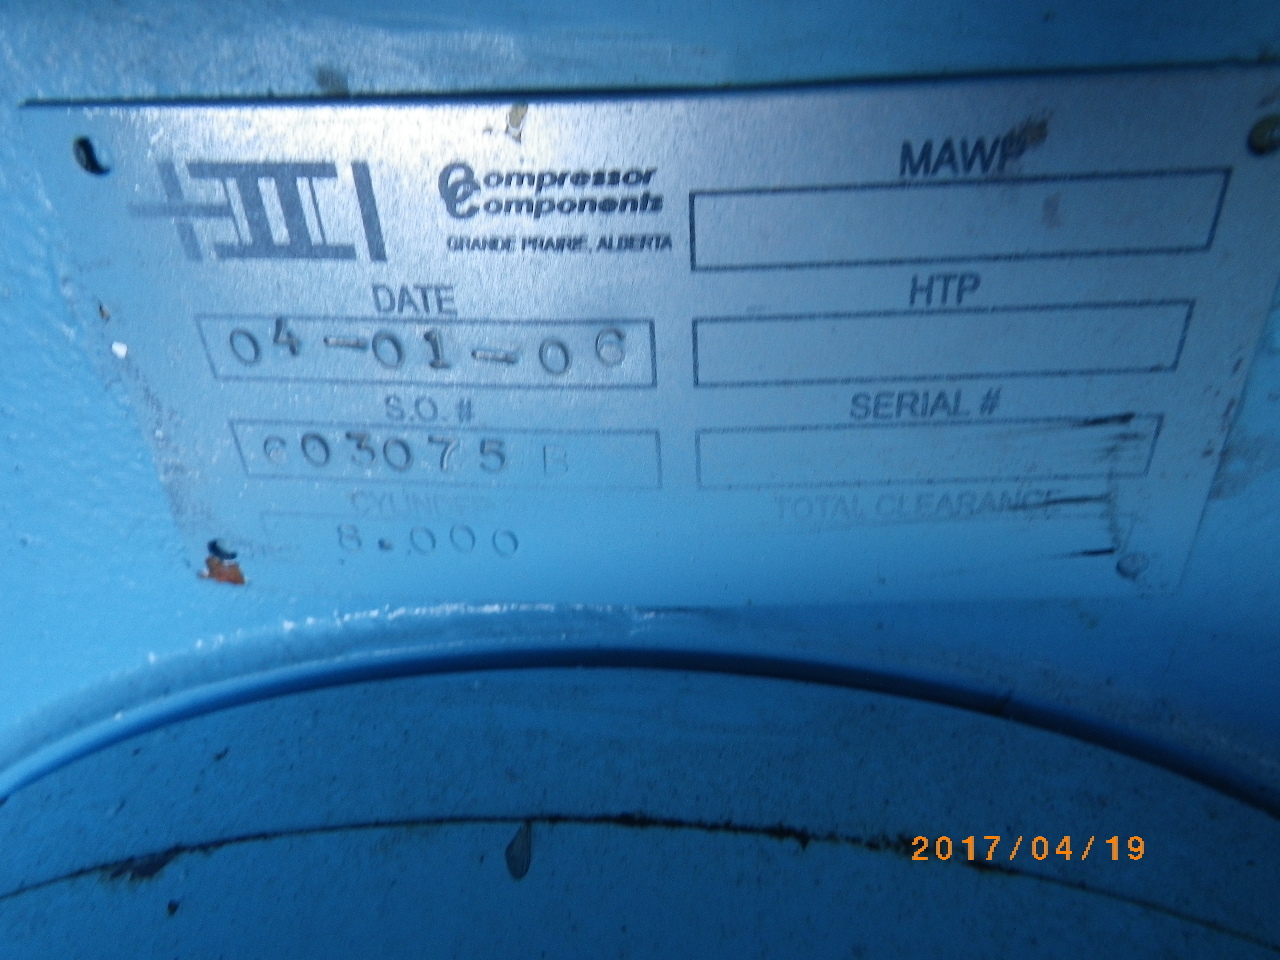 Compressor
Components
GRANDE PRAIRIE, ALBERTA
MAWP
DATE
04-01-06
HTP
S.O. #
603075 B
SERIAL #
CYLINDER
8.000
TOTAL CLEARANCE
2017/04/19